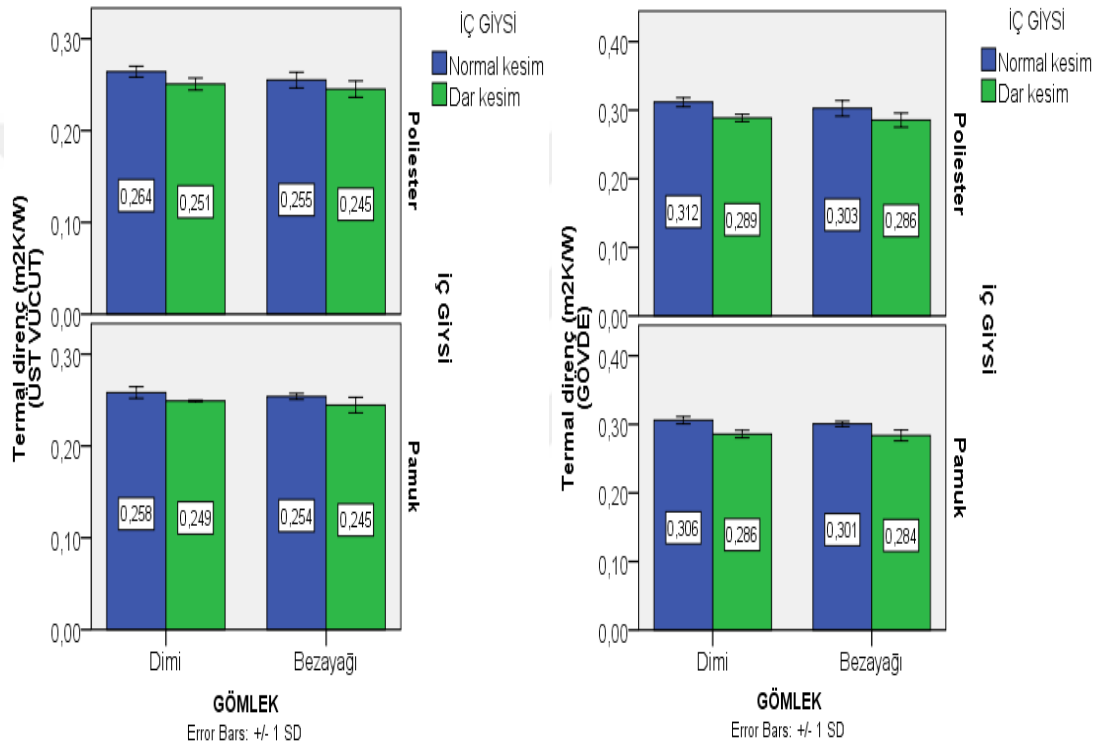 İÇ GİYSİ
Normal kesim
Dar kesim
Termal direnç (m2K/W)
(ÜST VÜCUT)
0,30
0,20
0,10
0,00
0,264
0,251
0,255
0,245
Poliester
0,30
0,20
0,10
0,00
0,258
0,249
0,254
0,245
Pamuk
İÇ GİYSİ
Dimi
Bezayağı
GÖMLEK
Error Bars: +/- 1 SD
İÇ GİYSİ
Normal kesim
Dar kesim
Termal direnç (m2K/W)
(GÖVDE)
0,40
0,30
0,20
0,10
0,00
0,312
0,289
0,303
0,286
Poliester
0,40
0,30
0,20
0,10
0,00
0,306
0,286
0,301
0,284
Pamuk
İÇ GİYSİ
Dimi
Bezayağı
GÖMLEK
Error Bars: +/- 1 SD